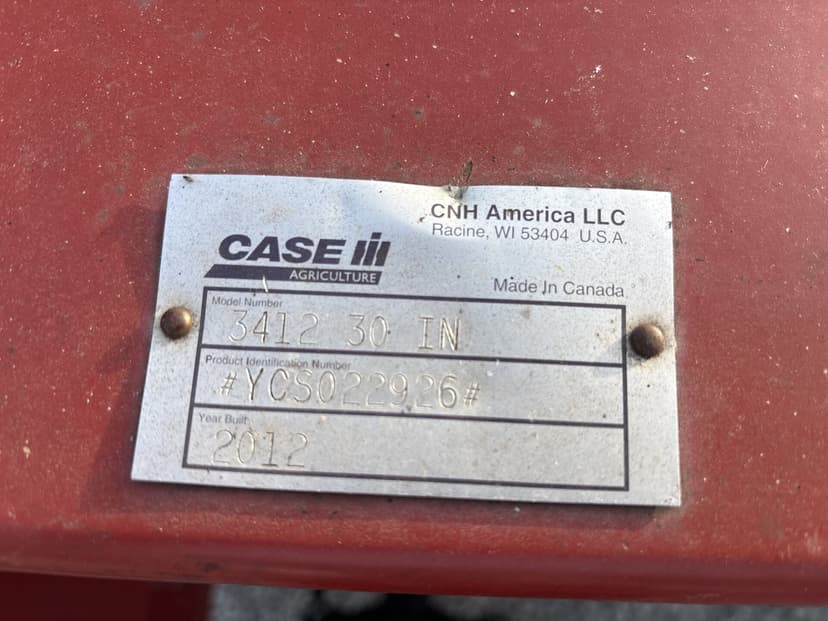 CNH America LLC
Racine, WI 53404 U.S.A.
CASE IH
AGRICULTURE
Made In Canada
Model Number
3412 30 IN
Product Identification Number
#YCS022926#
Year Built
2012